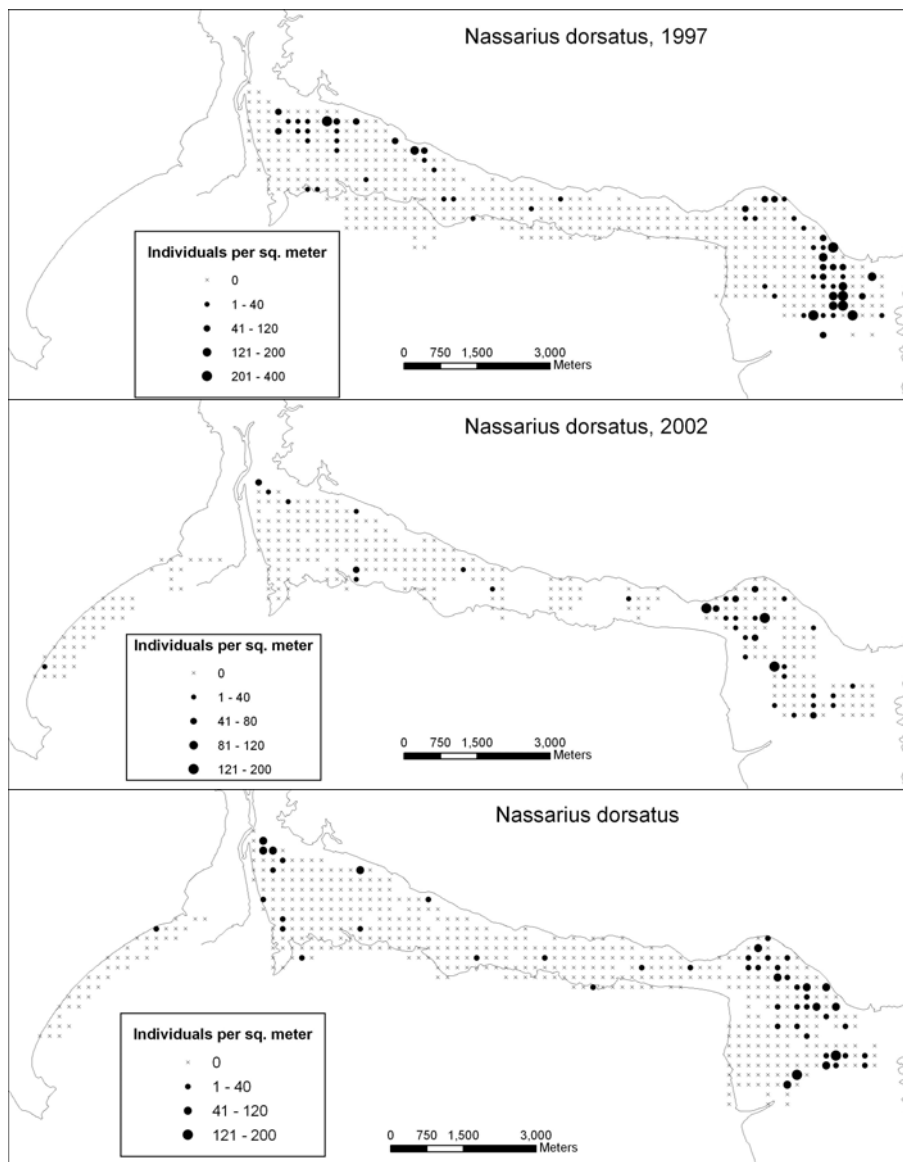 Nassarius dorsatus, 1997
Individuals per sq. meter
0
1 - 40
41 - 120
121 - 200
201 - 400
0 750 1,500 3,000
Meters
Nassarius dorsatus, 2002
Individuals per sq. meter
0
1 - 40
41 - 80
81 - 120
121 - 200
0 750 1,500 3,000
Meters
Nassarius dorsatus
Individuals per sq. meter
0
1 - 40
41 - 120
121 - 200
0 750 1,500 3,000
Meters